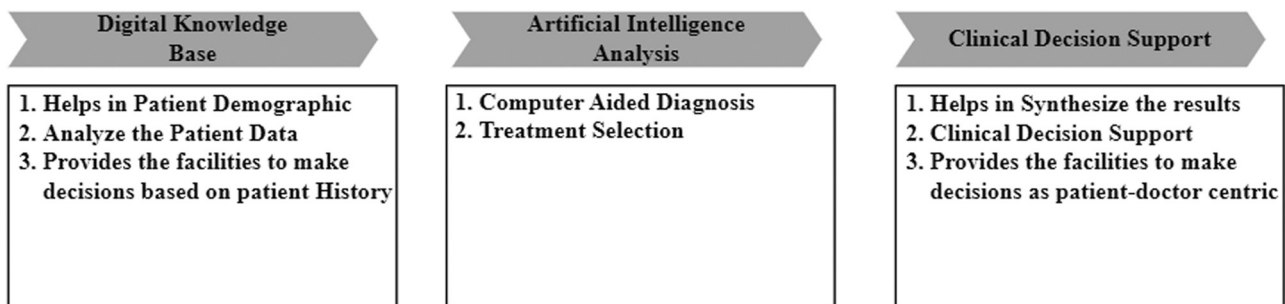 Digital Knowledge
Base
1. Helps in Patient Demographic
2. Analyze the Patient Data
3. Provides the facilities to make
decisions based on patient History
Artificial Intelligence
Analysis
1. Computer Aided Diagnosis
2. Treatment Selection
Clinical Decision Support
1. Helps in Synthesize the results
2. Clinical Decision Support
3. Provides the facilities to make
decisions as patient-doctor centric